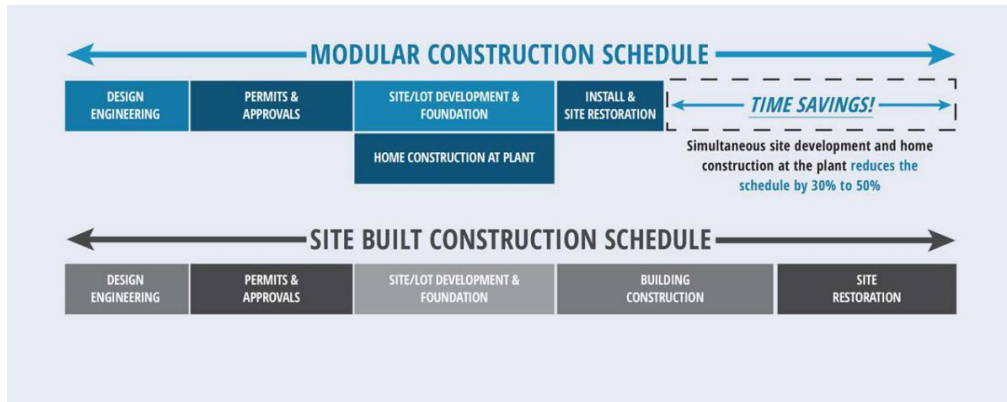 MODULAR CONSTRUCTION SCHEDULE
DESIGN
ENGINEERING
PERMITS &
APPROVALS
SITE/LOT DEVELOPMENT &
FOUNDATION
INSTALL &
SITE RESTORATION
TIME SAVINGS!
HOME CONSTRUCTION AT PLANT
Simultaneous site development and home
construction at the plant reduces the
schedule by 30% to 50%
SITE BUILT CONSTRUCTION SCHEDULE
DESIGN
ENGINEERING
PERMITS &
APPROVALS
SITE/LOT DEVELOPMENT &
FOUNDATION
BUILDING
CONSTRUCTION
SITE
RESTORATION